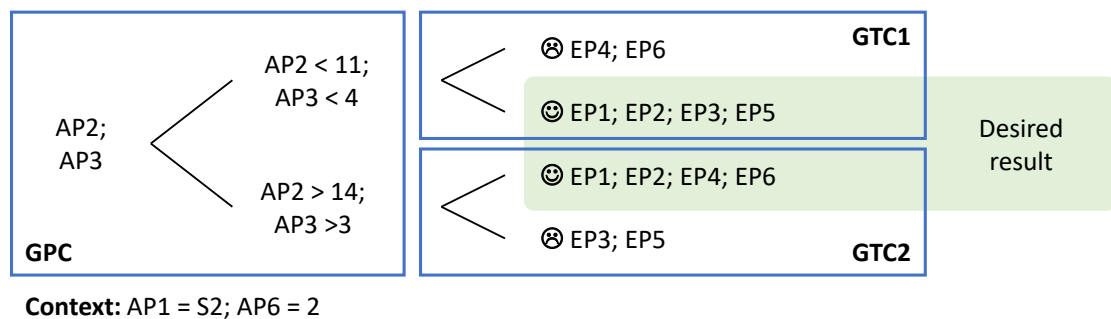 AP2;
AP3
AP2 < 11;
AP3 < 4
AP2 > 14;
AP3 >3
GPC
GTC1
☹ EP4; EP6
☺ EP1; EP2; EP3; EP5
☺ EP1; EP2; EP4; EP6
☹ EP3; EP5
GTC2
Desired
result
Context: AP1 = S2; AP6 = 2